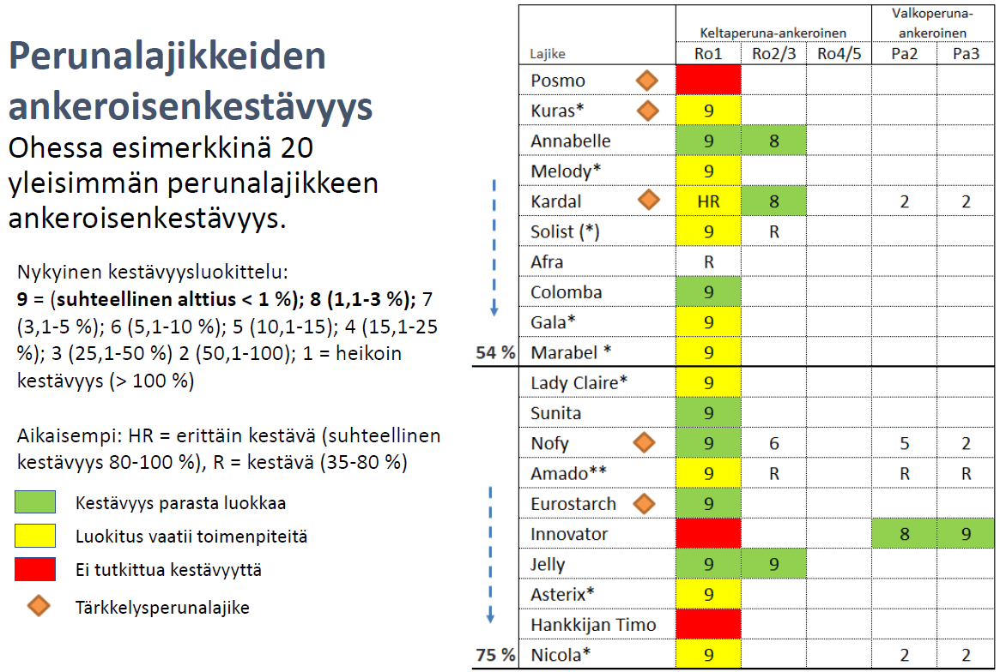 Perunalajikkeiden
ankeroisenkestävyys
Ohessa esimerkkinä 20
yleisimmän perunalajikkeen
ankeroisenkestävyys.
Nykyinen kestävyysluokittelu:
9 = (suhteellinen alttius < 1 %); 8 (1,1-3 %); 7
(3,1-5 %); 6 (5,1-10 %); 5 (10,1-15); 4 (15,1-25
%); 3 (25,1-50 %) 2 (50,1-100); 1 = heikoin
kestävyys (> 100 %)
Aikaisempi: HR = erittäin kestävä (suhteellinen
kestävyys 80-100 %), R = kestävä (35-80 %)
Kestävyys parasta luokkaa
Luokitus vaatii toimenpiteitä
Ei tutkittua kestävyyttä
Tärkkelysperunalajike
Keltaperuna-ankeroinen
Valkoperuna-
ankeroinen
Lajike Ro1 Ro2/3 Ro4/5 Pa2 Pa3
Posmo
Kuras* 9
Annabelle 9 8
Melody* 9
Kardal HR 8 2 2
Solist (*) 9 R
Afra R
Colomba 9
Gala* 9
54 % Marabel * 9
Lady Claire* 9
Sunita 9
Nofy 9 6 5 2
Amado** 9 R R R
Eurostarch 9
Innovator 8 9
Jelly 9 9
Asterix* 9
Hankkijan Timo
75 % Nicola* 9 2 2